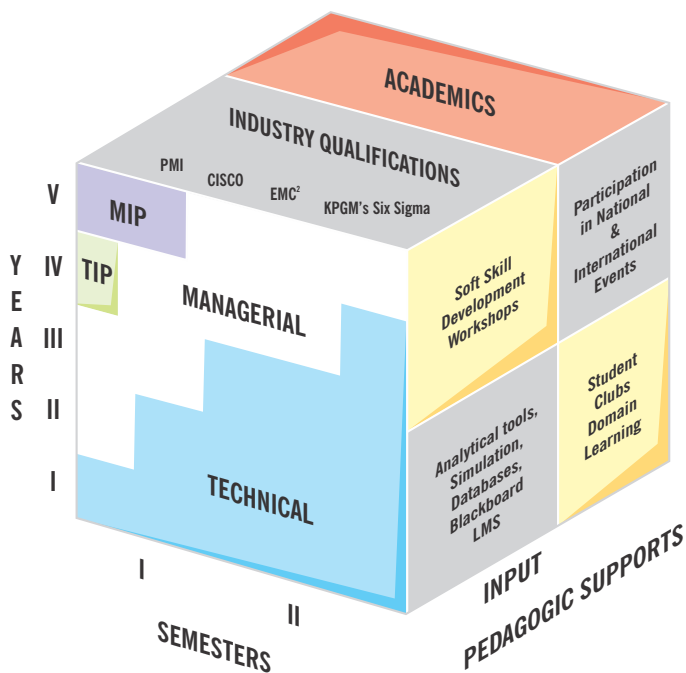 ACADEMICS
INDUSTRY QUALIFICATIONS
PMI
CISCO
EMC²
KPGM's Six Sigma
YEARS
V
IV
III
II
I
MIP
TIP
MANAGERIAL
TECHNICAL
Soft Skill
Development
Workshops
Participation
in National
&
International
Events
Analytical tools,
Simulation,
Databases,
Blackboard
LMS
Student
Clubs
Domain
Learning
I
II
SEMESTERS
INPUT
PEDAGOGIC SUPPORTS